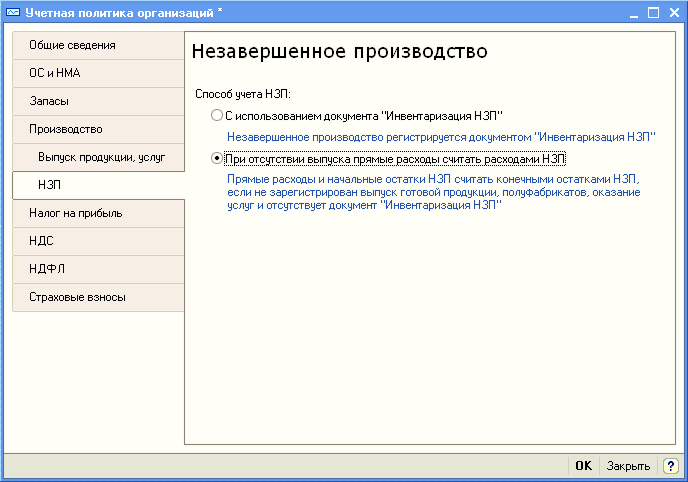 Учетная политика организаций *
Общие сведения
ОС и НМА
Запасы
Производство
Выпуск продукции, услуг
НЗП
Налог на прибыль
НДС
НДФЛ
Страховые взносы
Незавершенное производство
Способ учета НЗП:
С использованием документа "Инвентаризация НЗП"
Незавершенное производство регистрируется документом "Инвентаризация НЗП"
При отсутствии выпуска прямые расходы считать расходами НЗП
Прямые расходы и начальные остатки НЗП считать конечными остатками НЗП,
если не зарегистрирован выпуск готовой продукции, полуфабрикатов, оказание
услуг и отсутствует документ "Инвентаризация НЗП"
OK Закрыть ?